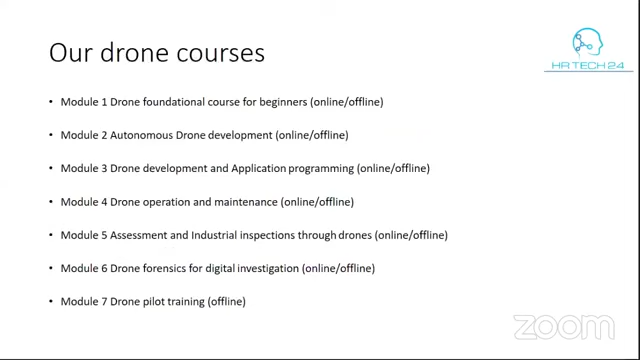 Our drone courses
HR TECH 24
• Module 1 Drone foundational course for beginners (online/offline)
• Module 2 Autonomous Drone development (online/offline)
• Module 3 Drone development and Application programming (online/offline)
• Module 4 Drone operation and maintenance (online/offline)
• Module 5 Assessment and Industrial inspections through drones (online/offline)
• Module 6 Drone forensics for digital investigation (online/offline)
• Module 7 Drone pilot training (offline)
zoom